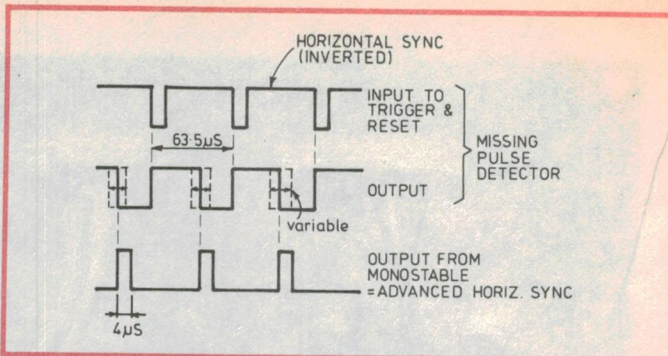 HORIZONTAL SYNC
(INVERTED)
INPUT TO
TRIGGER &
RESET
63·5µS
MISSING
PULSE
DETECTOR
OUTPUT
variable
OUTPUT FROM
MONOSTABLE
=ADVANCED HORIZ. SYNC
4µS